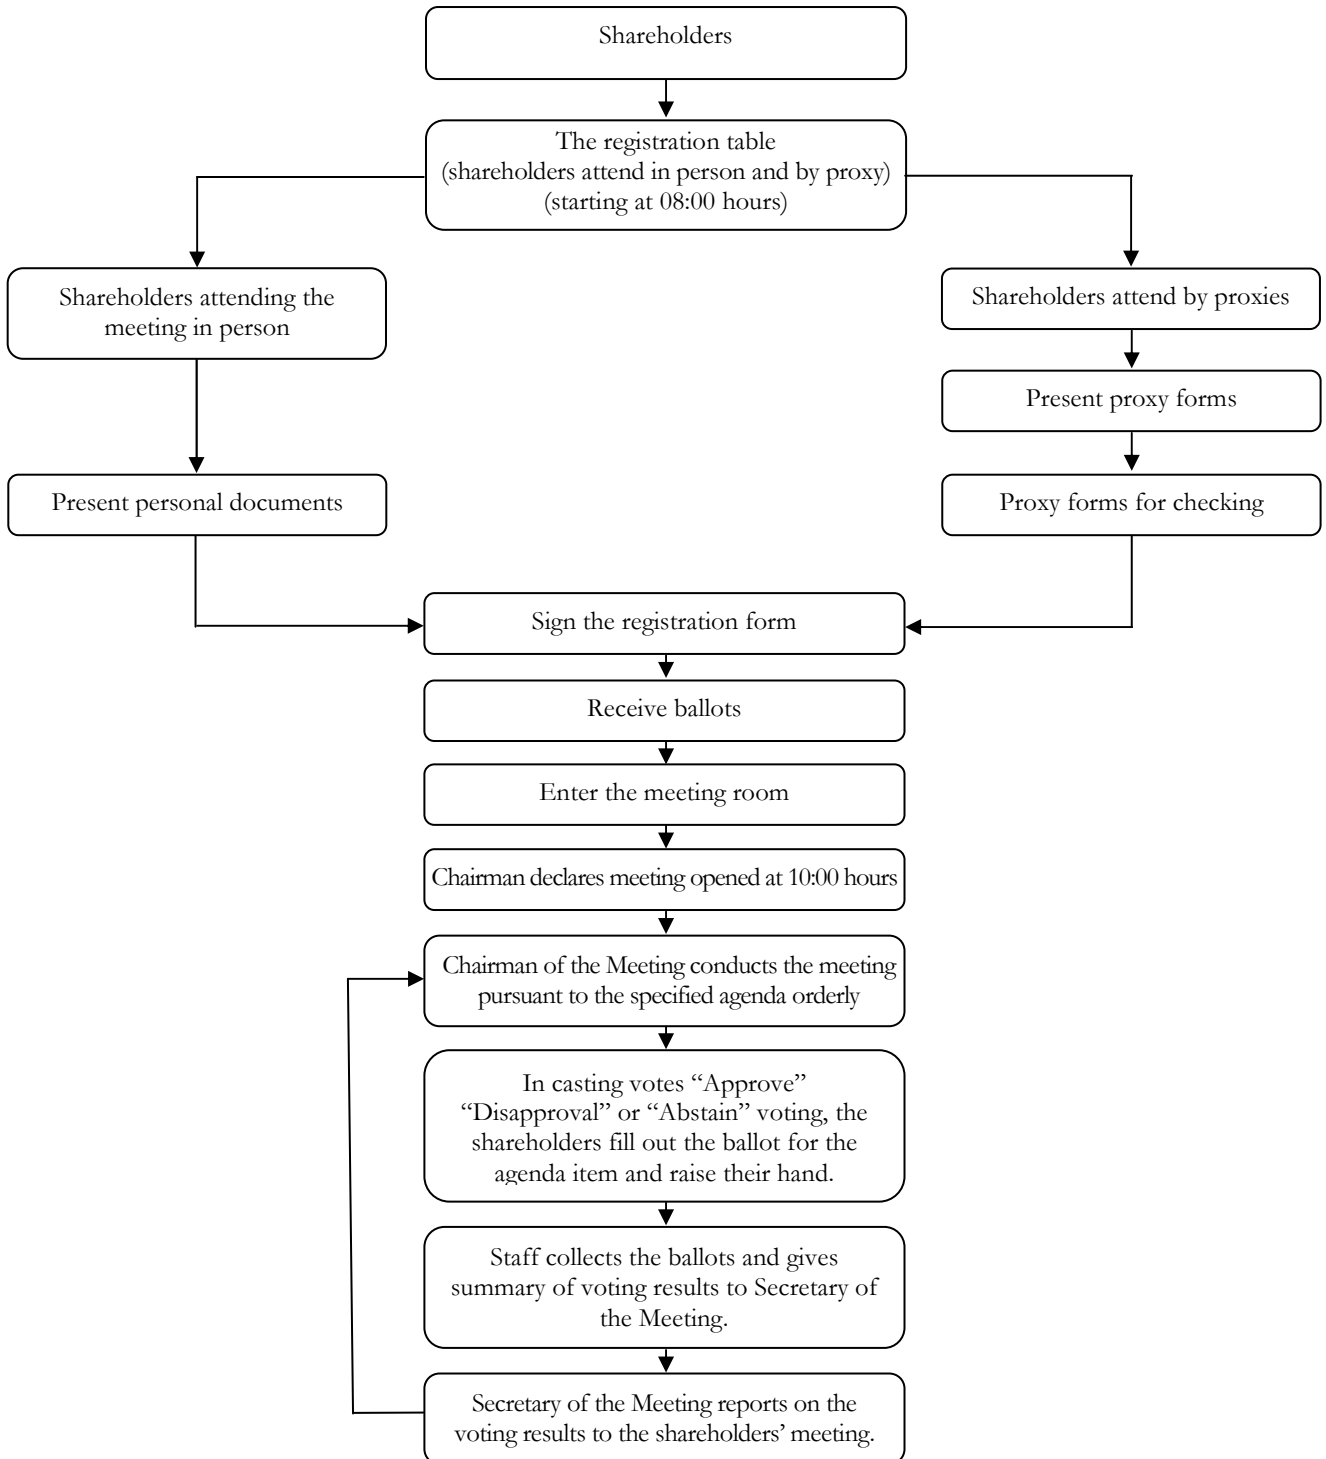 Shareholders
The registration table
(shareholders attend in person and by proxy)
(starting at 08:00 hours)
Shareholders attending the
meeting in person
Shareholders attend by proxies
Present proxy forms
Present personal documents
Proxy forms for checking
Sign the registration form
Receive ballots
Enter the meeting room
Chairman declares meeting opened at 10:00 hours
Chairman of the Meeting conducts the meeting
pursuant to the specified agenda orderly
In casting votes “Approve”
“Disapproval” or “Abstain” voting, the
shareholders fill out the ballot for the
agenda item and raise their hand.
Staff collects the ballots and gives
summary of voting results to Secretary of
the Meeting.
Secretary of the Meeting reports on the
voting results to the shareholders’ meeting.